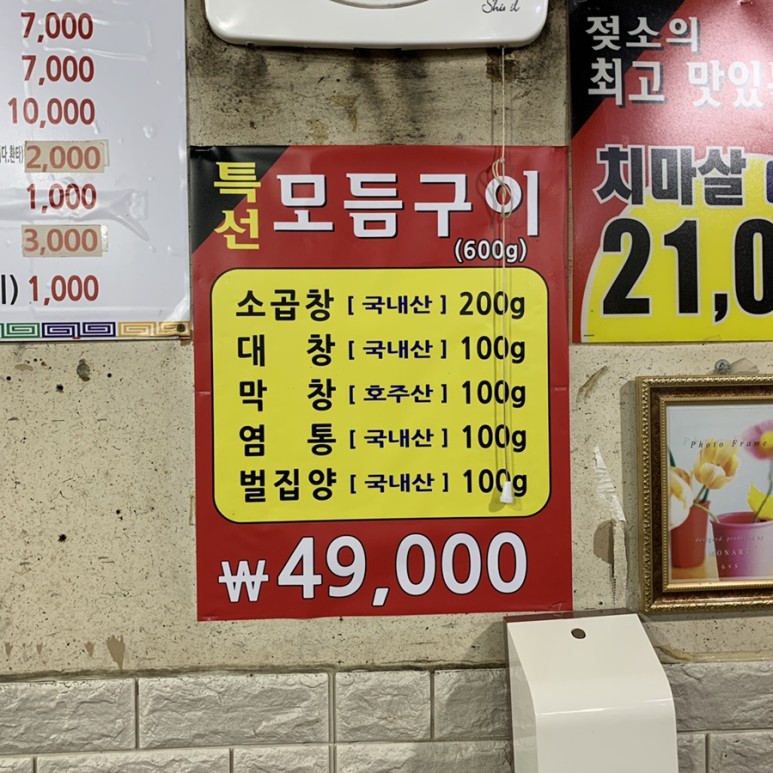 7,000
7,000
10,000
2,000
1,000
3,000
1,000
특선 모듬구이
(600g)
소곱창 [ 국내산 ] 200g
대 창 [ 국내산 ] 100g
막 창 [ 호주산 ] 100g
염 통 [ 국내산 ] 100g
벌집양 [ 국내산 ] 100g
₩49,000
젖소의
최고 맛있
치마살
21,0
Photo Frame